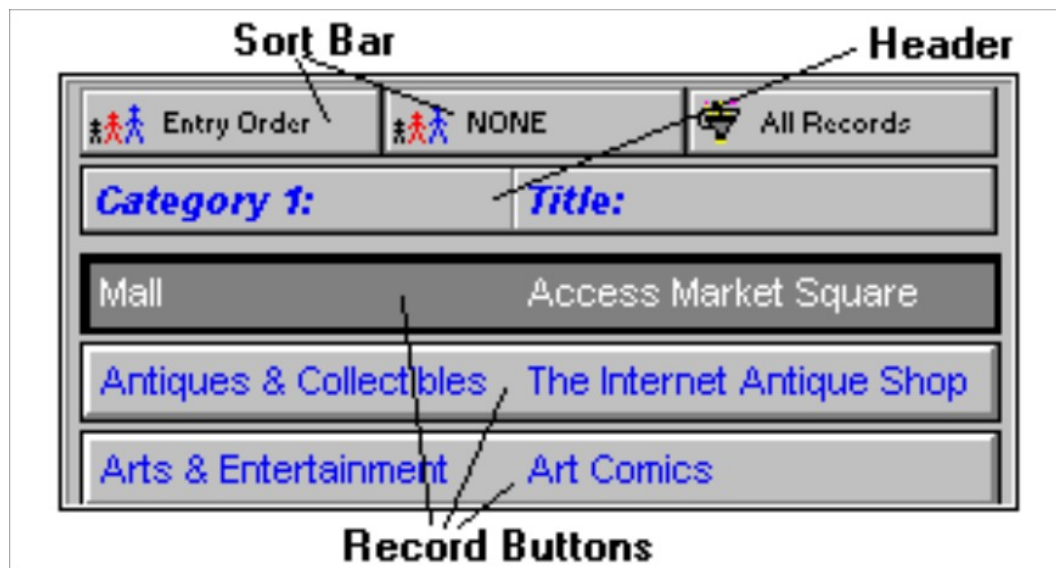 Sort Bar Header
Entry Order NONE All Records
Category 1: Title:
Mall Access Market Square
Antiques & Collectibles The Internet Antique Shop
Arts & Entertainment Art Comics
Record Buttons